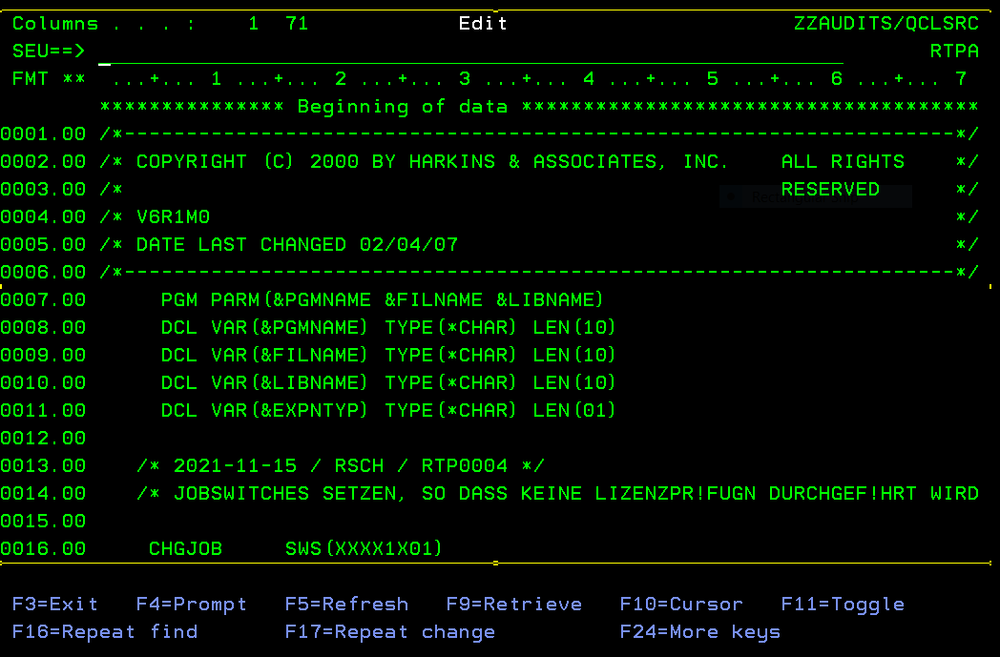 Columns . . . :    1  71            Edit                       ZZAUDITS/QCLSRC
SEU==>                                                                    RTPA
FMT **  ...+... 1 ...+... 2 ...+... 3 ...+... 4 ...+... 5 ...+... 6 ...+... 7
*************** Beginning of data *************************************
0001.00 /*-------------------------------------------------------------------*/
0002.00 /* COPYRIGHT (C) 2000 BY HARKINS & ASSOCIATES, INC.    ALL RIGHTS    */
0003.00 /*                                                     RESERVED      */
0004.00 /* V6R1M0                                                            */
0005.00 /* DATE LAST CHANGED 02/04/07                                        */
0006.00 /*-------------------------------------------------------------------*/
0007.00      PGM PARM(&PGMNAME &FILNAME &LIBNAME)
0008.00      DCL VAR(&PGMNAME) TYPE(*CHAR) LEN(10)
0009.00      DCL VAR(&FILNAME) TYPE(*CHAR) LEN(10)
0010.00      DCL VAR(&LIBNAME) TYPE(*CHAR) LEN(10)
0011.00      DCL VAR(&EXPNTYP) TYPE(*CHAR) LEN(01)
0012.00
0013.00    /* 2021-11-15 / RSCH / RTP0004 */
0014.00    /* JOBSWITCHES SETZEN, SO DASS KEINE LIZENZPR!FUGN DURCHGEF!HRT WIRD
0015.00
0016.00     CHGJOB     SWS(XXXX1X01)
F3=Exit   F4=Prompt   F5=Refresh   F9=Retrieve   F10=Cursor   F11=Toggle
F16=Repeat find       F17=Repeat change          F24=More keys